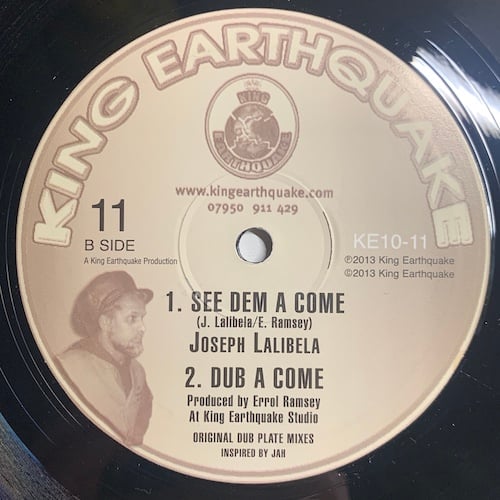 KING EARTHQUAKE
KING
EARTHQUAKE
www.kingearthquake.com
07950 911 429
11
B SIDE
A King Earthquake Production
KE10-11
℗2013 King Earthquake
©2013 King Earthquake
1. SEE DEM A COME
(J. Lalibela/E. Ramsey)
JOSEPH LALIBELA
2. DUB A COME
Produced by Errol Ramsey
At King Earthquake Studio
ORIGINAL DUB PLATE MIXES
INSPIRED BY JAH